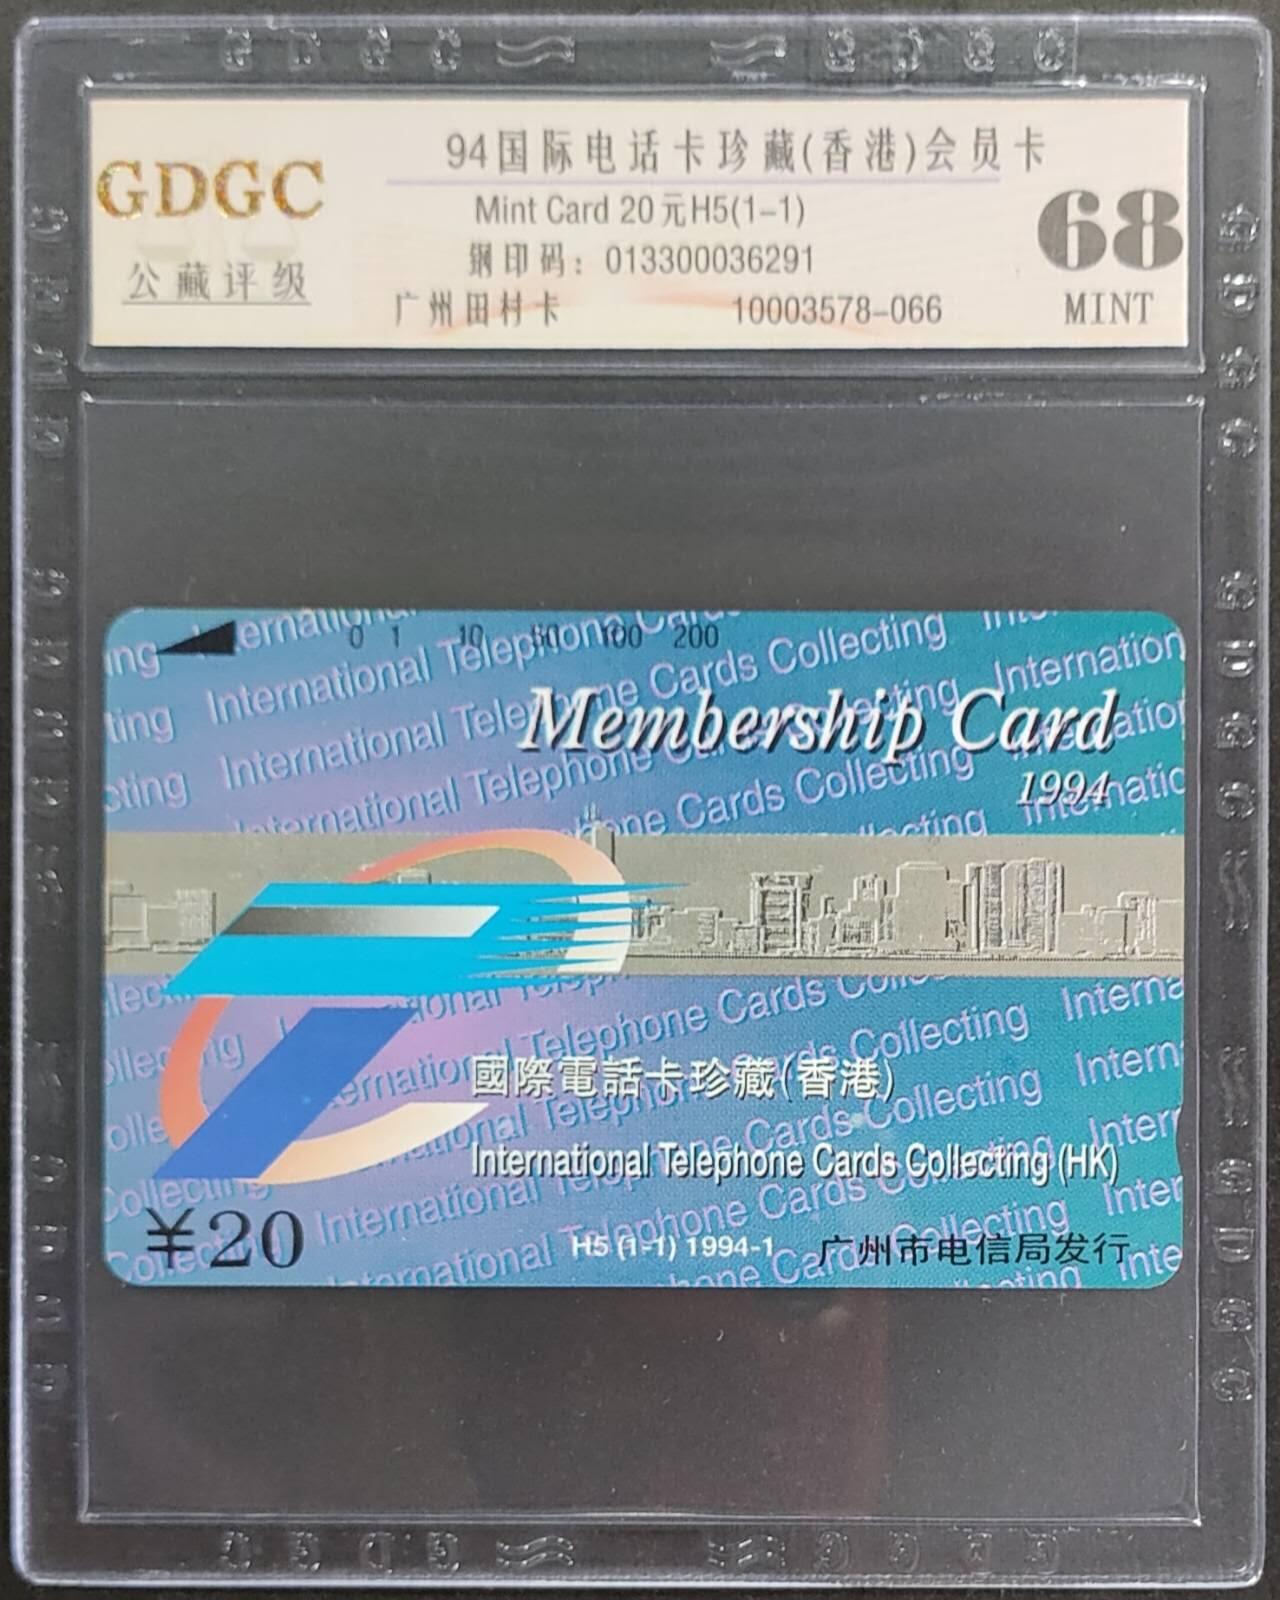 GDGC
公藏评级
94国际电话卡珍藏(香港)会员卡
Mint Card 20元H5(1-1)
钢印码：013300036291
广州田村卡 10003578-066
68
MINT
0 1 10 50 100 200
Membership Card
1994
International Telephone Cards Collecting
國際電話卡珍藏(香港)
International Telephone Cards Collecting (HK)
¥20
H5 (1-1) 1994-1
广州市电信局发行